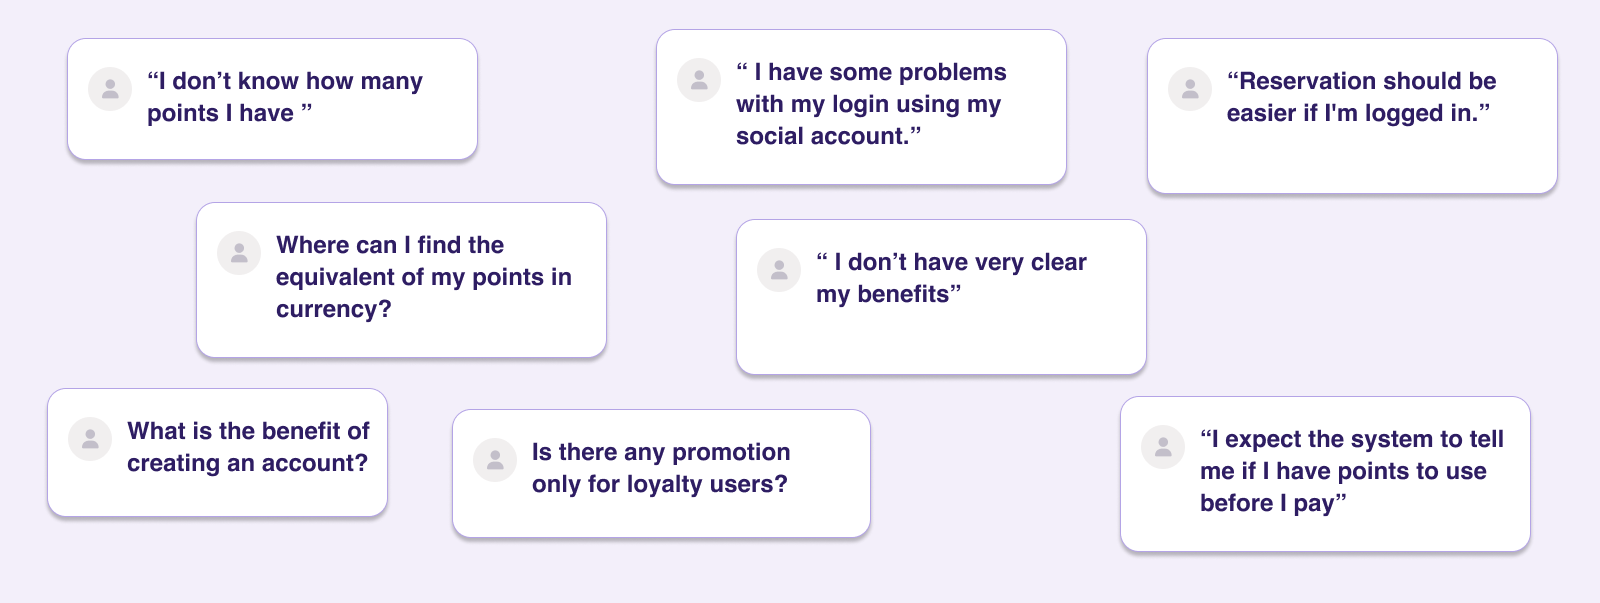 “I don’t know how many
points I have ”
“ I have some problems
with my login using my
social account.”
“Reservation should be
easier if I'm logged in.”
Where can I find the
equivalent of my points in
currency?
“ I don’t have very clear
my benefits”
What is the benefit of
creating an account?
Is there any promotion
only for loyalty users?
“I expect the system to tell
me if I have points to use
before I pay”